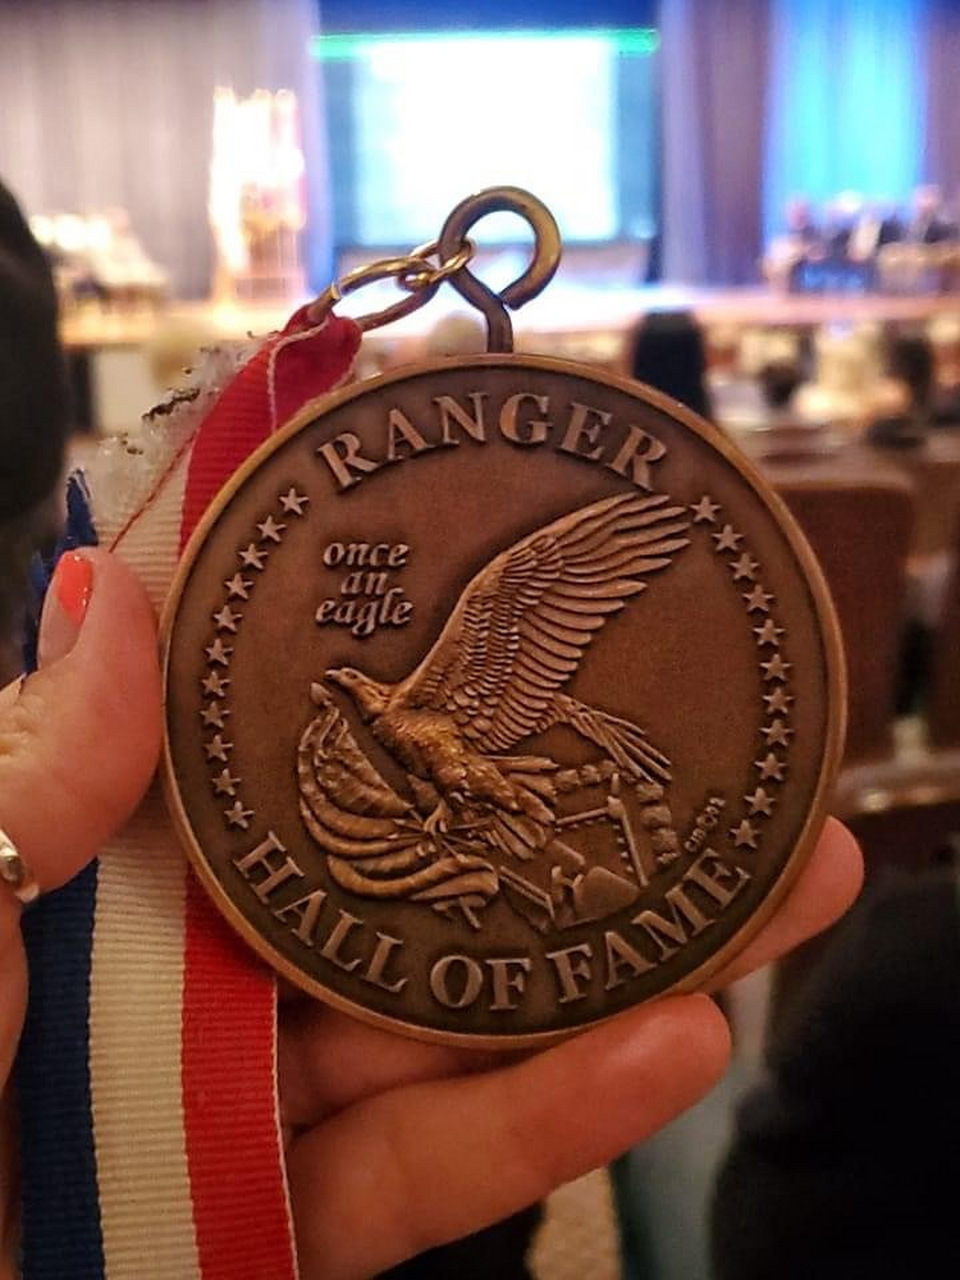 RANGER
once
an
eagle
HALL OF FAME